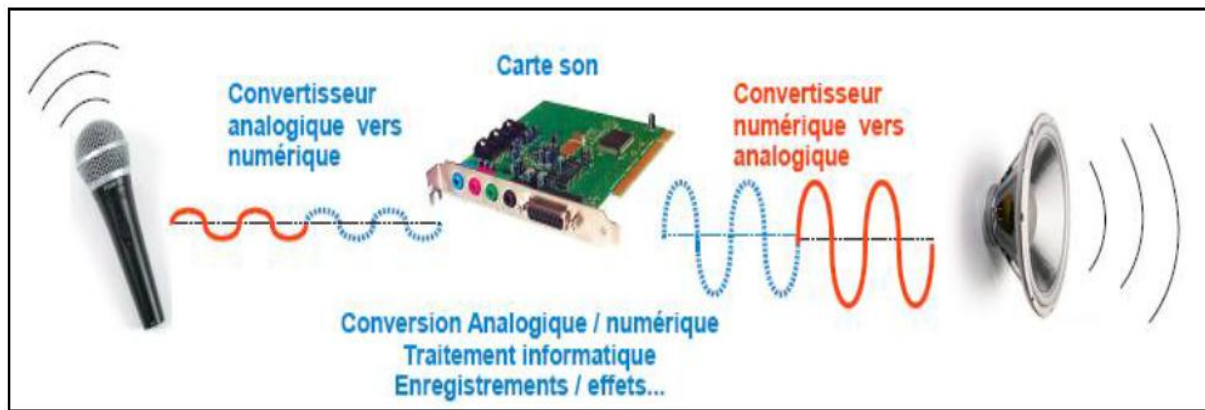 Carte son
Convertisseur
analogique vers
numérique
Convertisseur
numérique vers
analogique
Conversion Analogique / numérique
Traitement informatique
Enregistrements / effets...